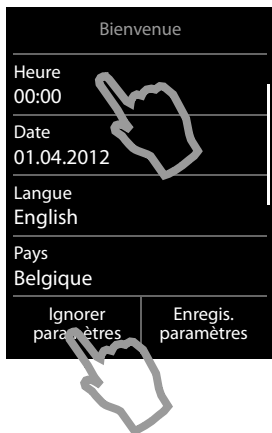 Bienvenue
Heure
00:00
Date
01.04.2012
Langue
English
Pays
Belgique
Ignorer
paramètres
Enregis.
paramètres